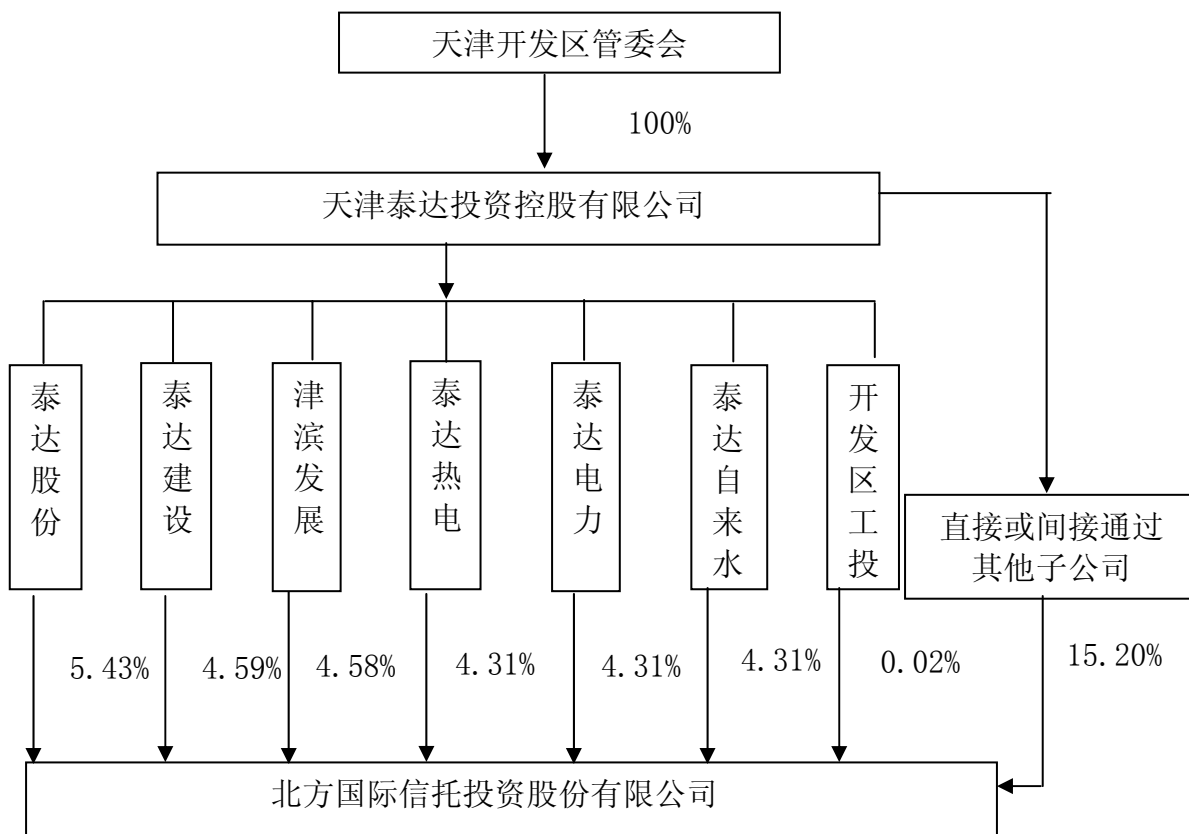 天津开发区管委会
100%
天津泰达投资控股有限公司
泰达股份
泰达建设
津滨发展
泰达热电
泰达电力
泰达自来水
开发区工投
直接或间接通过
其他子公司
5.43%
4.59%
4.58%
4.31%
4.31%
4.31%
0.02%
15.20%
北方国际信托投资股份有限公司